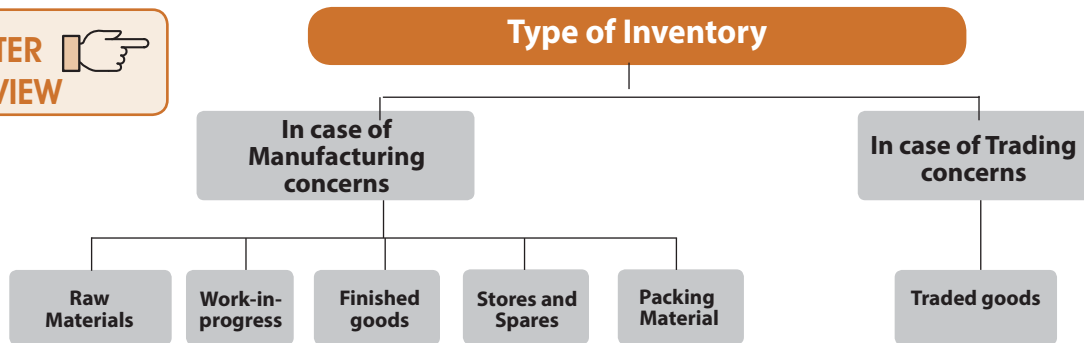 TER
VIEW
Type of Inventory
In case of
Manufacturing
concerns
In case of Trading
concerns
Raw
Materials
Work-in-
progress
Finished
goods
Stores and
Spares
Packing
Material
Traded goods